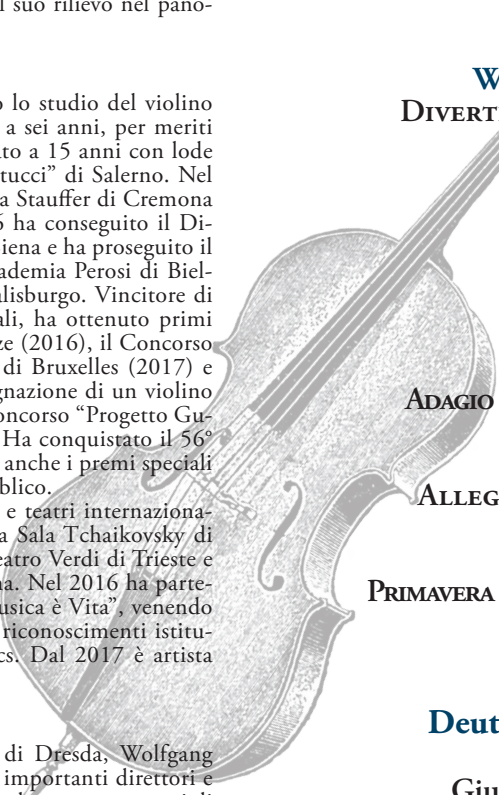 l suo rilievo nel pano-
o lo studio del violino
a sei anni, per meriti
to a 15 anni con lode
tucci” di Salerno. Nel
a Stauffer di Cremona
6 ha conseguito il Di-
iena e ha proseguito il
ademia Perosi di Biel-
alisburgo. Vincitore di
ali, ha ottenuto primi
ze (2016), il Concorso
di Bruxelles (2017) e
gnazione di un violino
oncorso “Progetto Gu-
Ha conquistato il 56°
anche i premi speciali
blico.
e teatri internaziona-
a Sala Tchaikovsky di
eatro Verdi di Trieste e
na. Nel 2016 ha parte-
usica è Vita”, venendo
riconoscimenti istitu-
cs. Dal 2017 è artista
di Dresda, Wolfgang
importanti direttori e
W
Diverti
Adagio
Alleg
Primavera
Deut
Giu